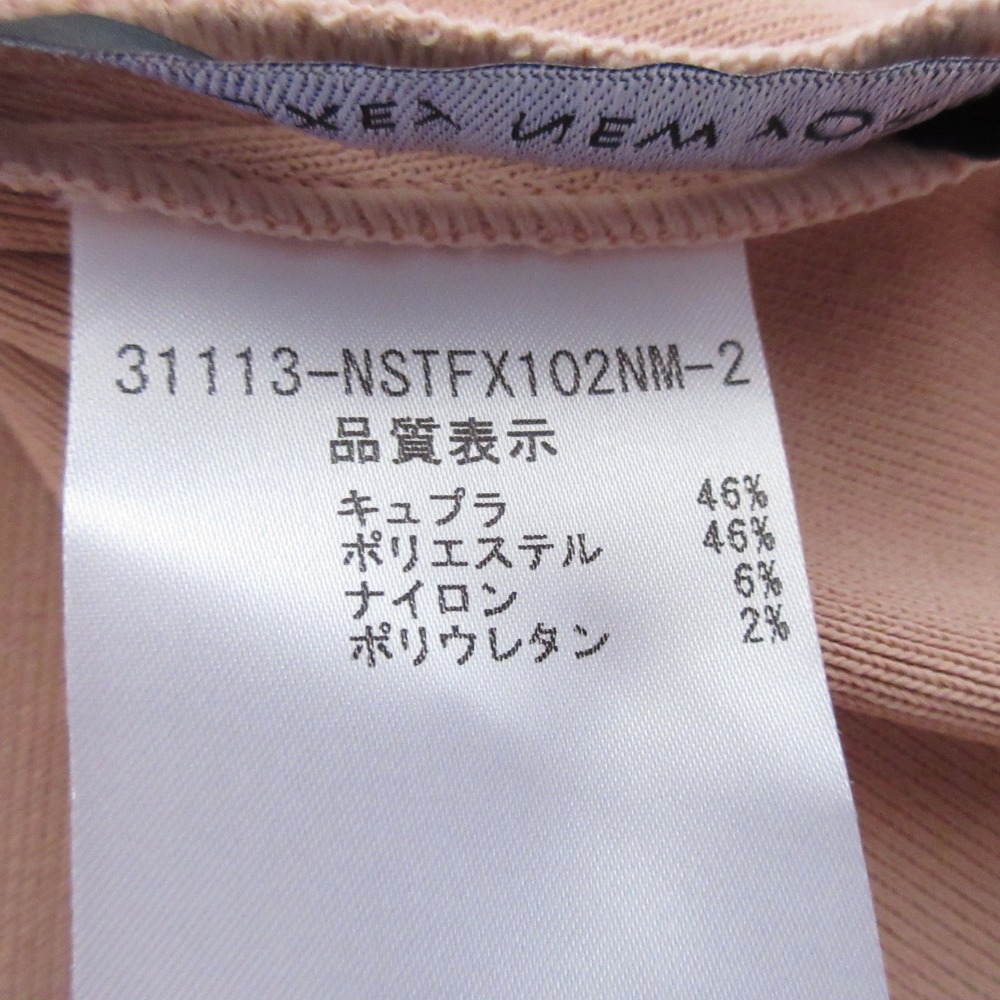 31113-NSTFX102NM-2
品質表示
キュプラ 46%
ポリエステル 46%
ナイロン 6%
ポリウレタン 2%